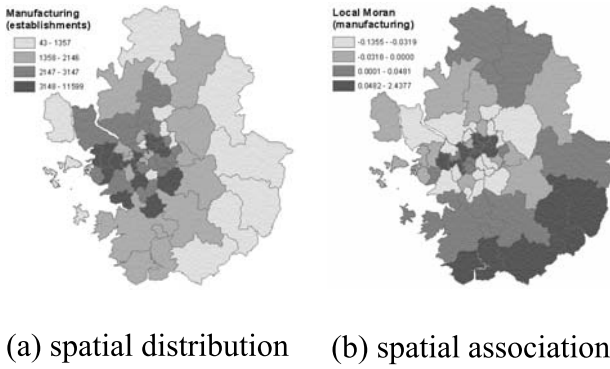 Manufacturing
(establishments)
43 - 1357
1358 - 2146
2147 - 3147
3148 - 11599
Local Moran
(manufacturing)
-0.1355 - -0.0319
-0.0318 - 0.0000
0.0001 - 0.0481
0.0482 - 2.4377
(a) spatial distribution
(b) spatial association